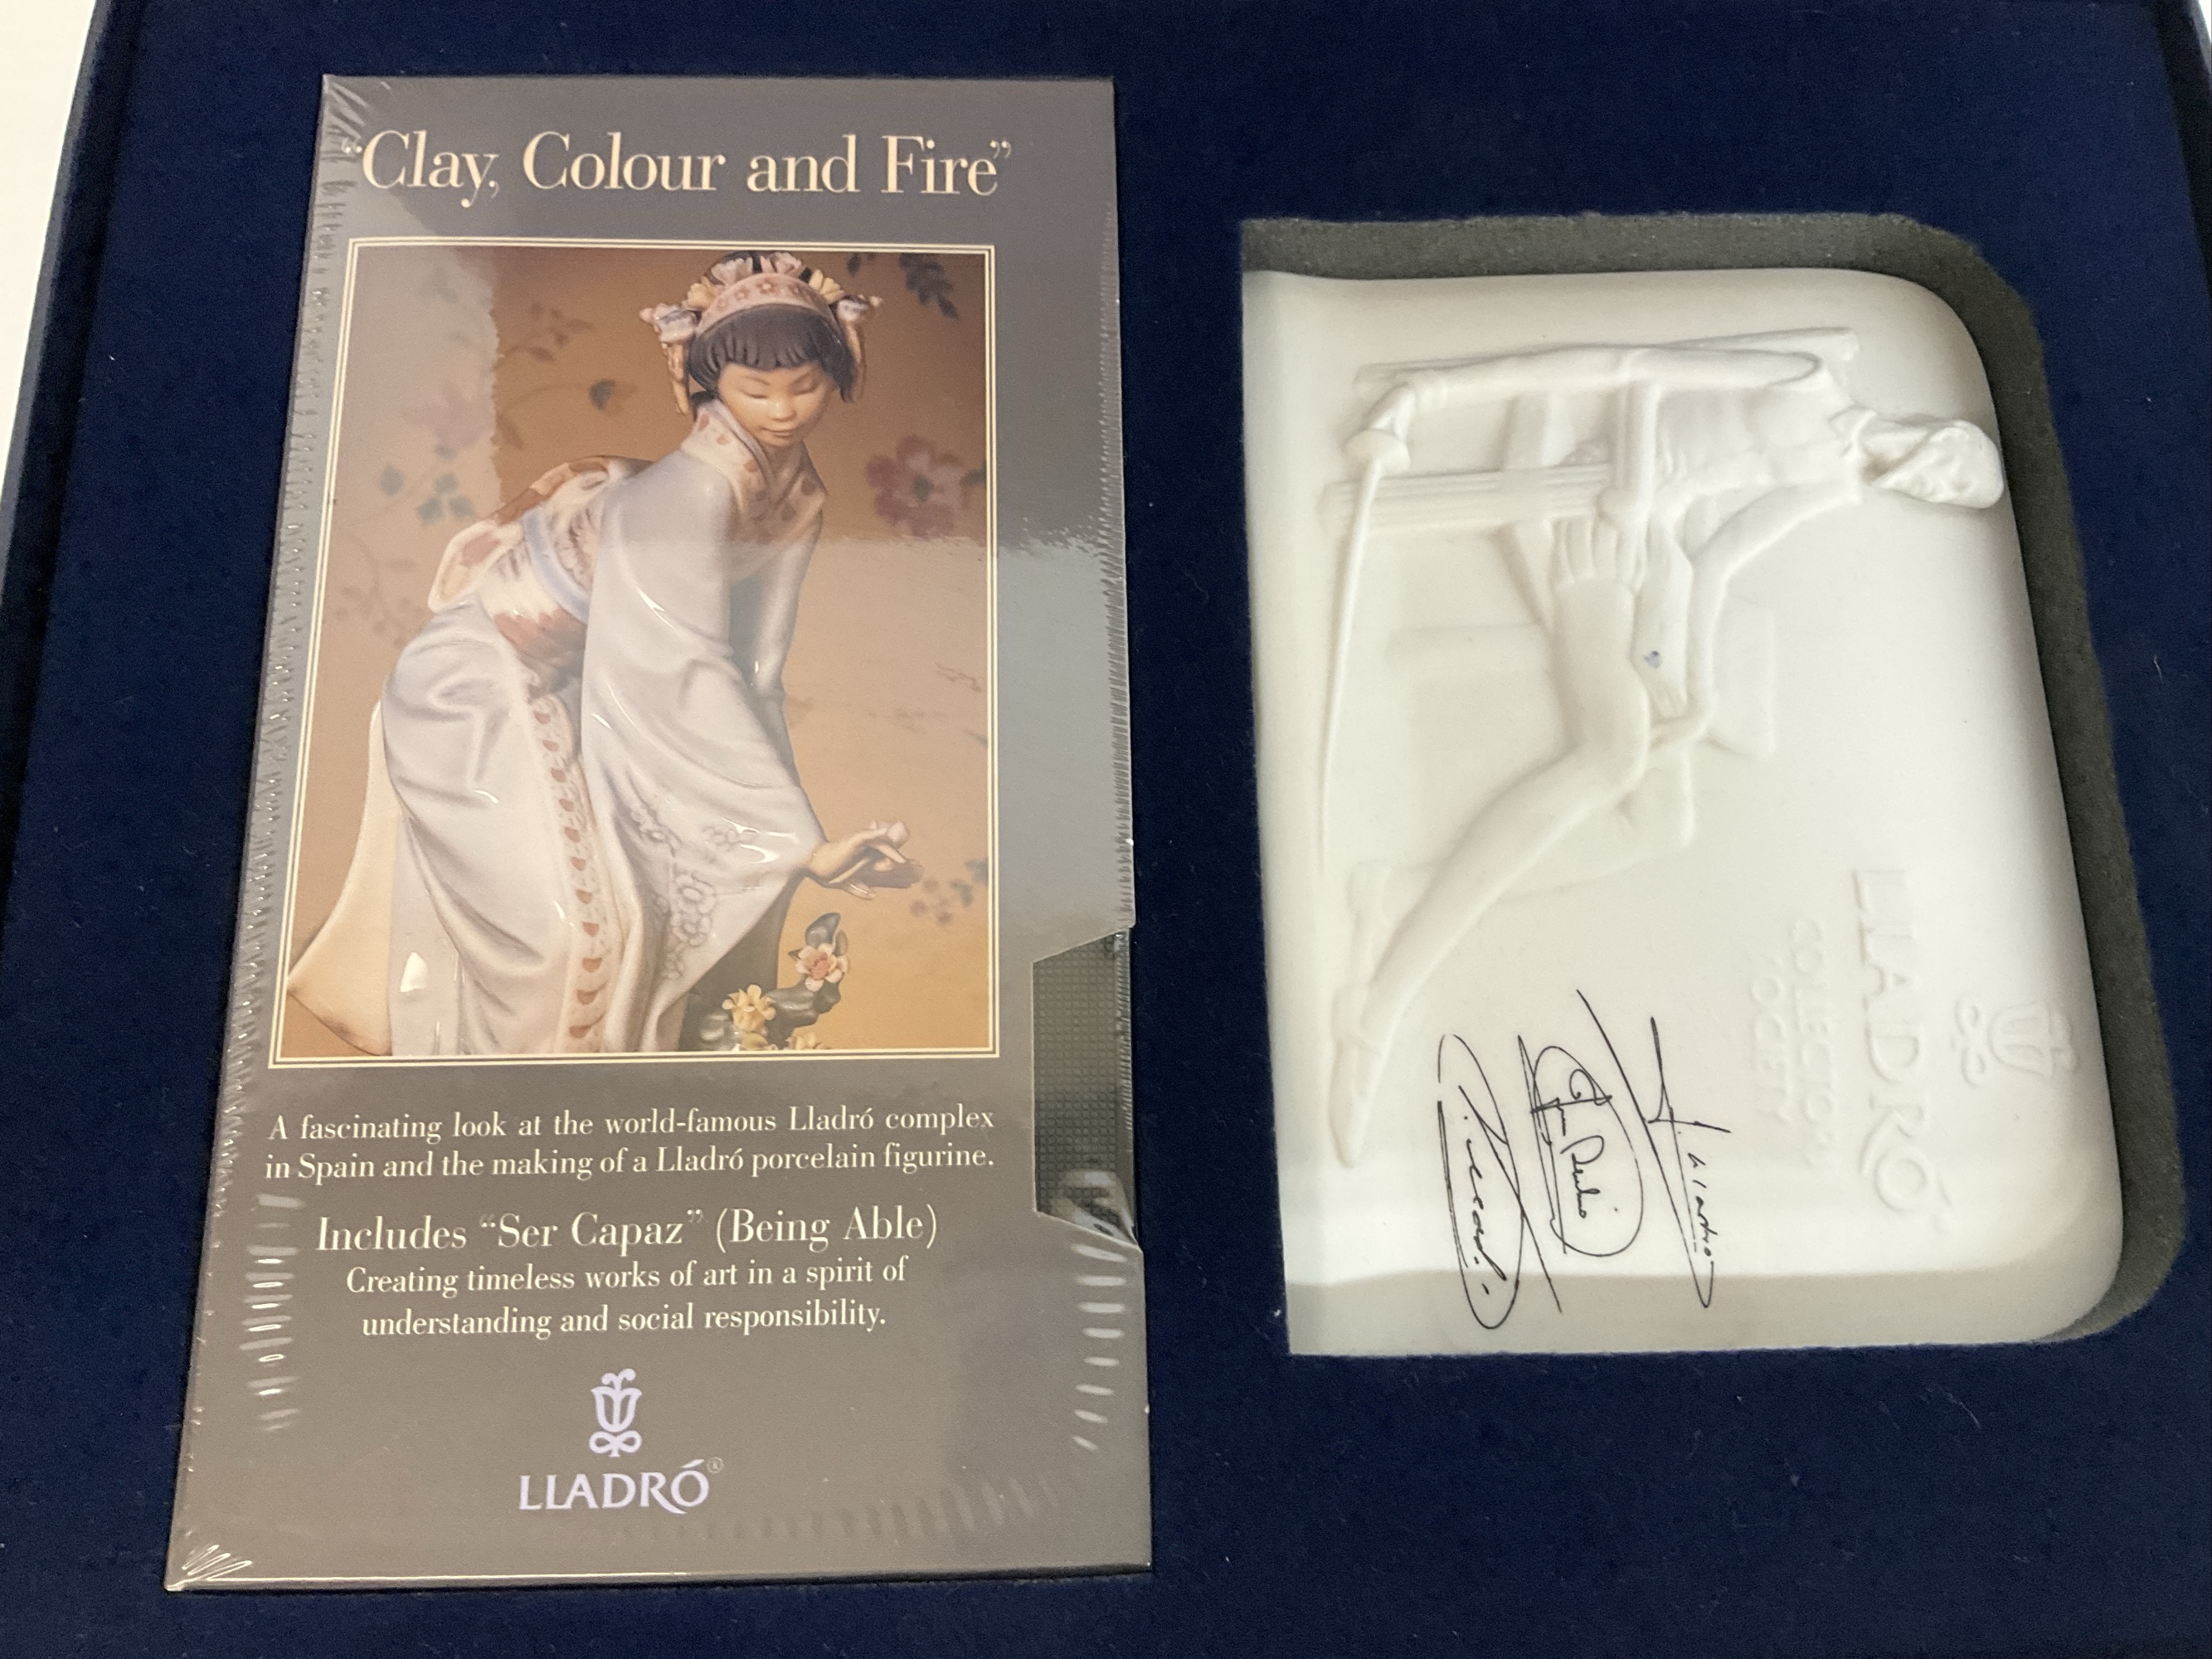 “Clay, Colour and Fire”
A fascinating look at the world-famous Lladró complex
in Spain and the making of a Lladró porcelain figurine.
Includes “Ser Capaz” (Being Able)
Creating timeless works of art in a spirit of
understanding and social responsibility.
LLADRÓ®
LLADRÓ
COLLECTORS
SOCIETY